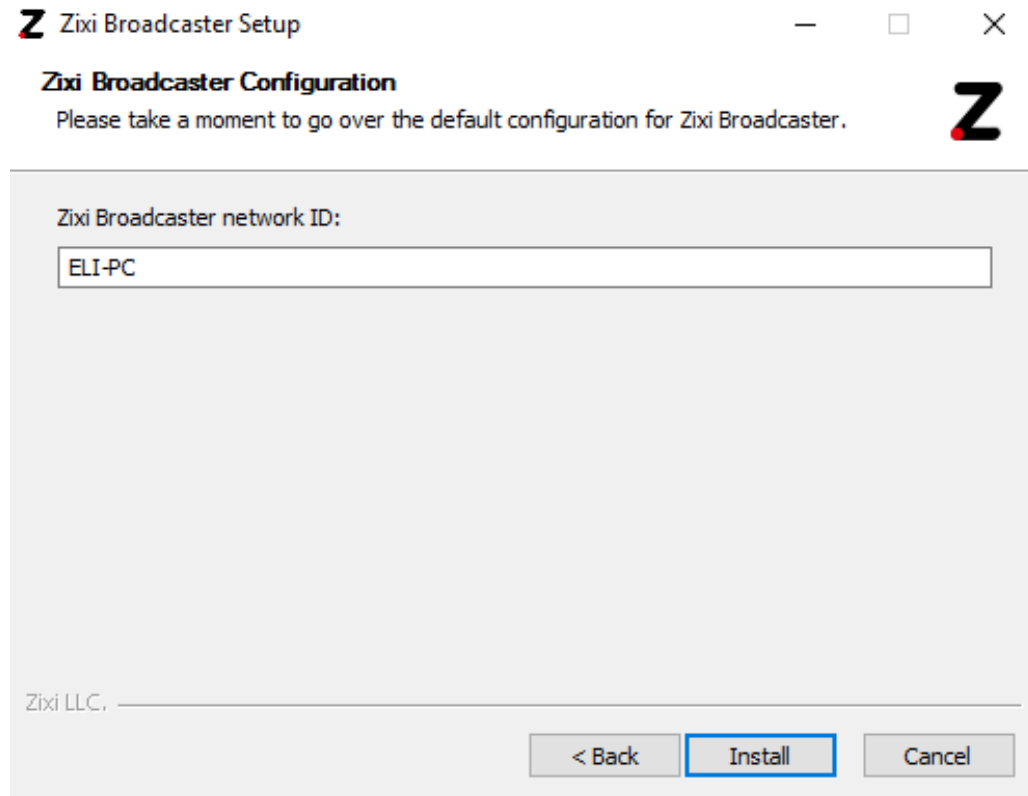 Zixi Broadcaster Setup
Zixi Broadcaster Configuration
Please take a moment to go over the default configuration for Zixi Broadcaster.
Zixi Broadcaster network ID:
ELI-PC
Zixi LLC.
< Back Install Cancel